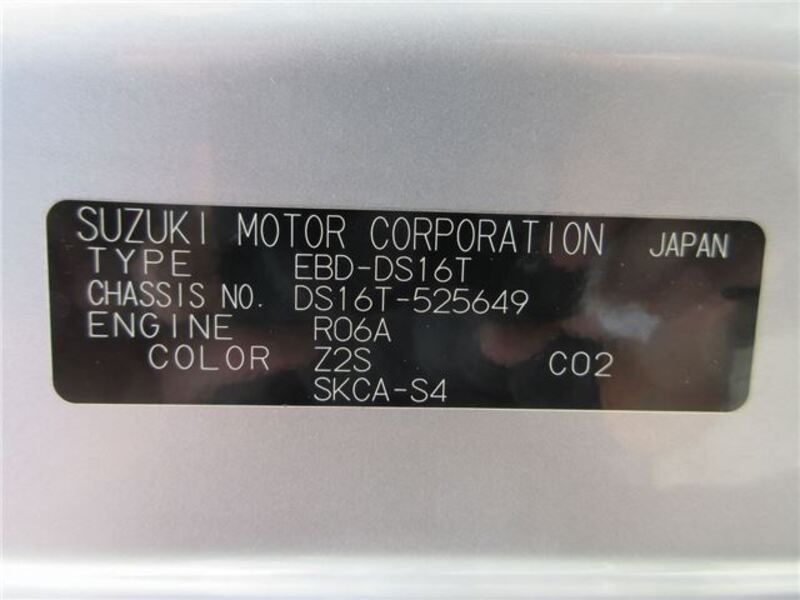 SUZUKI MOTOR CORPORATION JAPAN
TYPE EBD-DS16T
CHASSIS NO. DS16T-525649
ENGINE R06A
COLOR Z2S C02
SKCA-S4